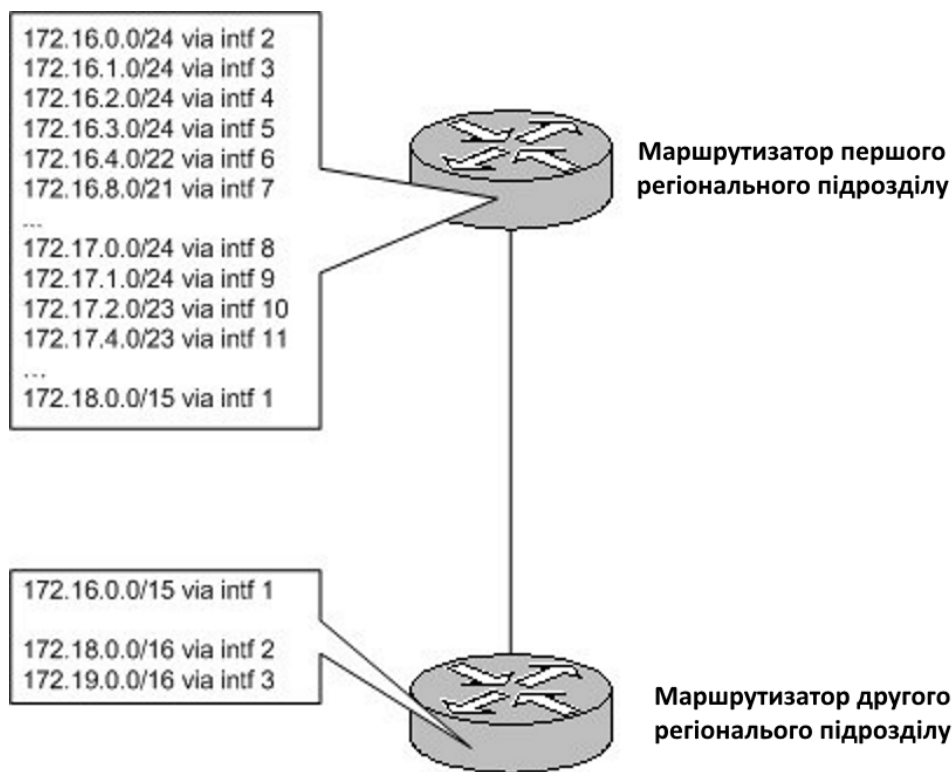 172.16.0.0/24 via intf 2
172.16.1.0/24 via intf 3
172.16.2.0/24 via intf 4
172.16.3.0/24 via intf 5
172.16.4.0/22 via intf 6
172.16.8.0/21 via intf 7
...
172.17.0.0/24 via intf 8
172.17.1.0/24 via intf 9
172.17.2.0/23 via intf 10
172.17.4.0/23 via intf 11
...
172.18.0.0/15 via intf 1
Маршрутизатор першого
регіонального підрозділу
172.16.0.0/15 via intf 1
172.18.0.0/16 via intf 2
172.19.0.0/16 via intf 3
Маршрутизатор другого
регіональого підрозділу